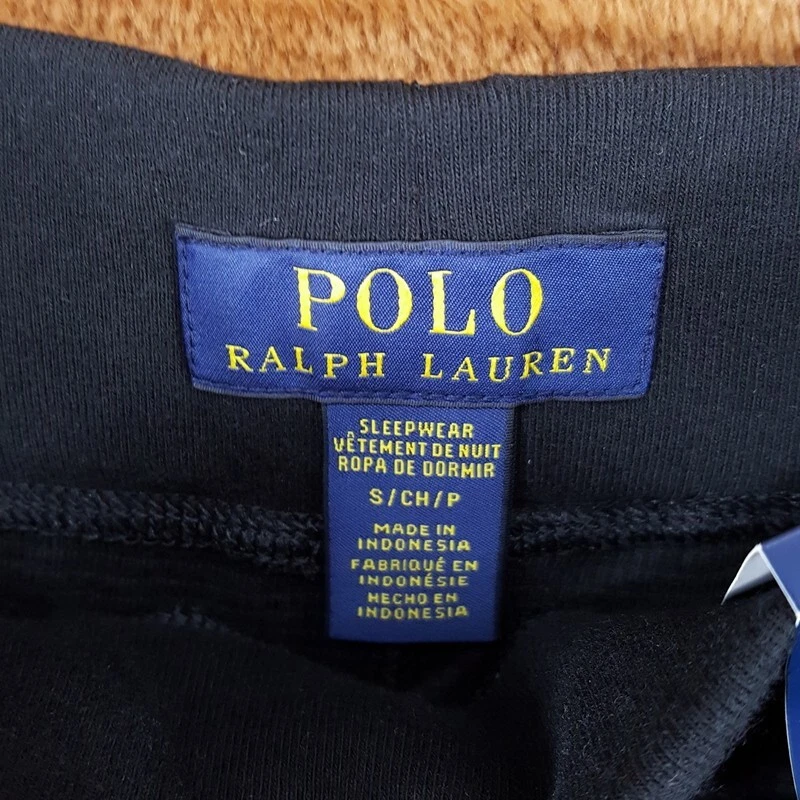 POLO
RALPH LAUREN
SLEEPWEAR
VÊTEMENT DE NUIT
ROPA DE DORMIR
S/CH/P
MADE IN
INDONESIA
FABRIQUÉ EN
INDONÉSIE
HECHO EN
INDONESIA